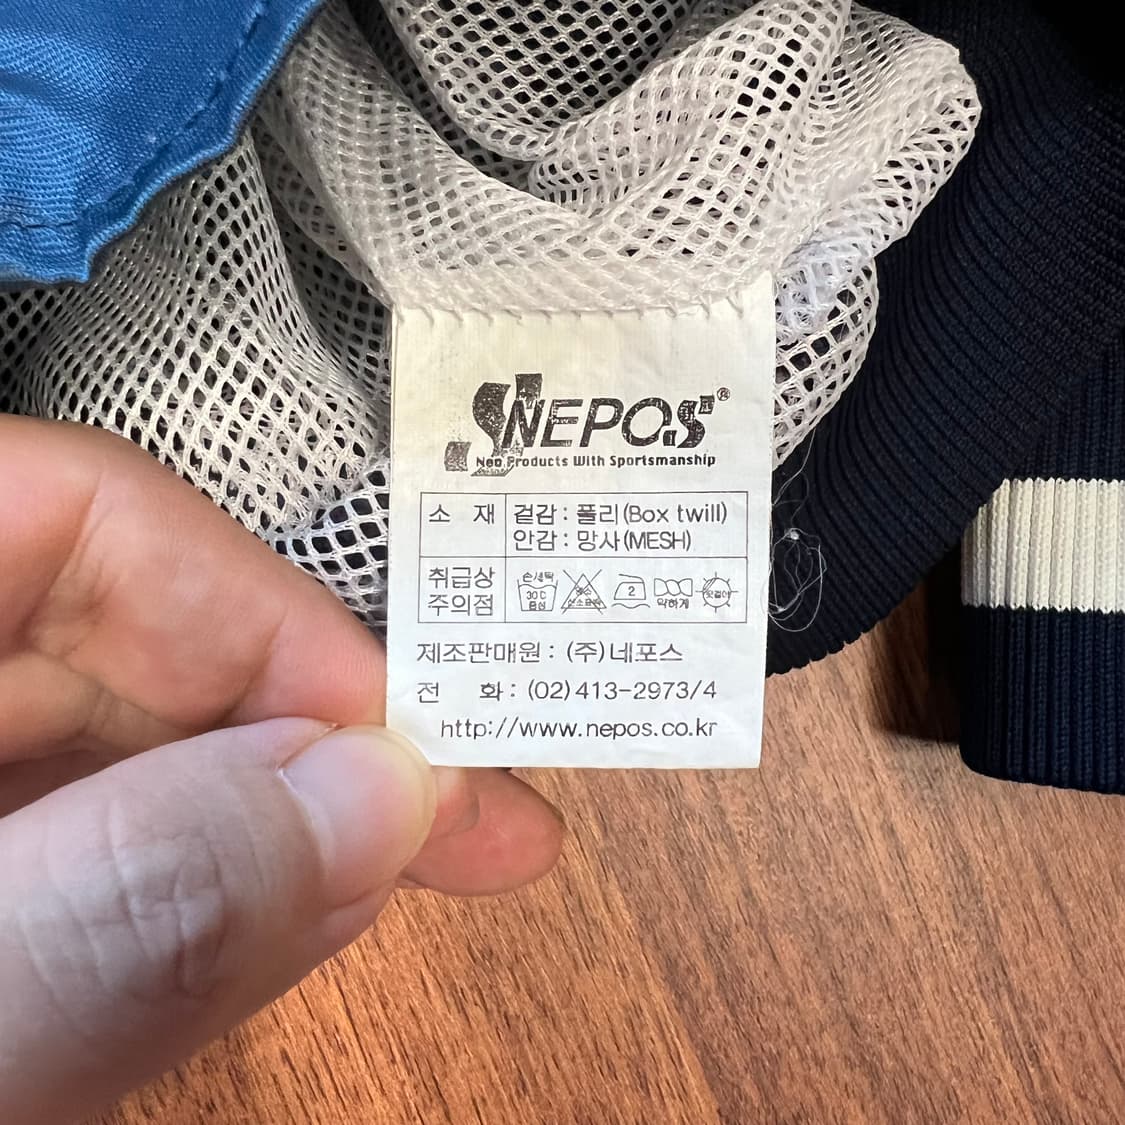 NEPOS®
Neo Products With Sportsmanship
소 재 겉감 : 폴리(Box twill)
안감 : 망사(MESH)
취급상
주의점
손세탁
30 C
중성
2
약하게
제조판매원 : (주)네포스
전 화 : (02)413-2973/4
http://www.nepos.co.kr